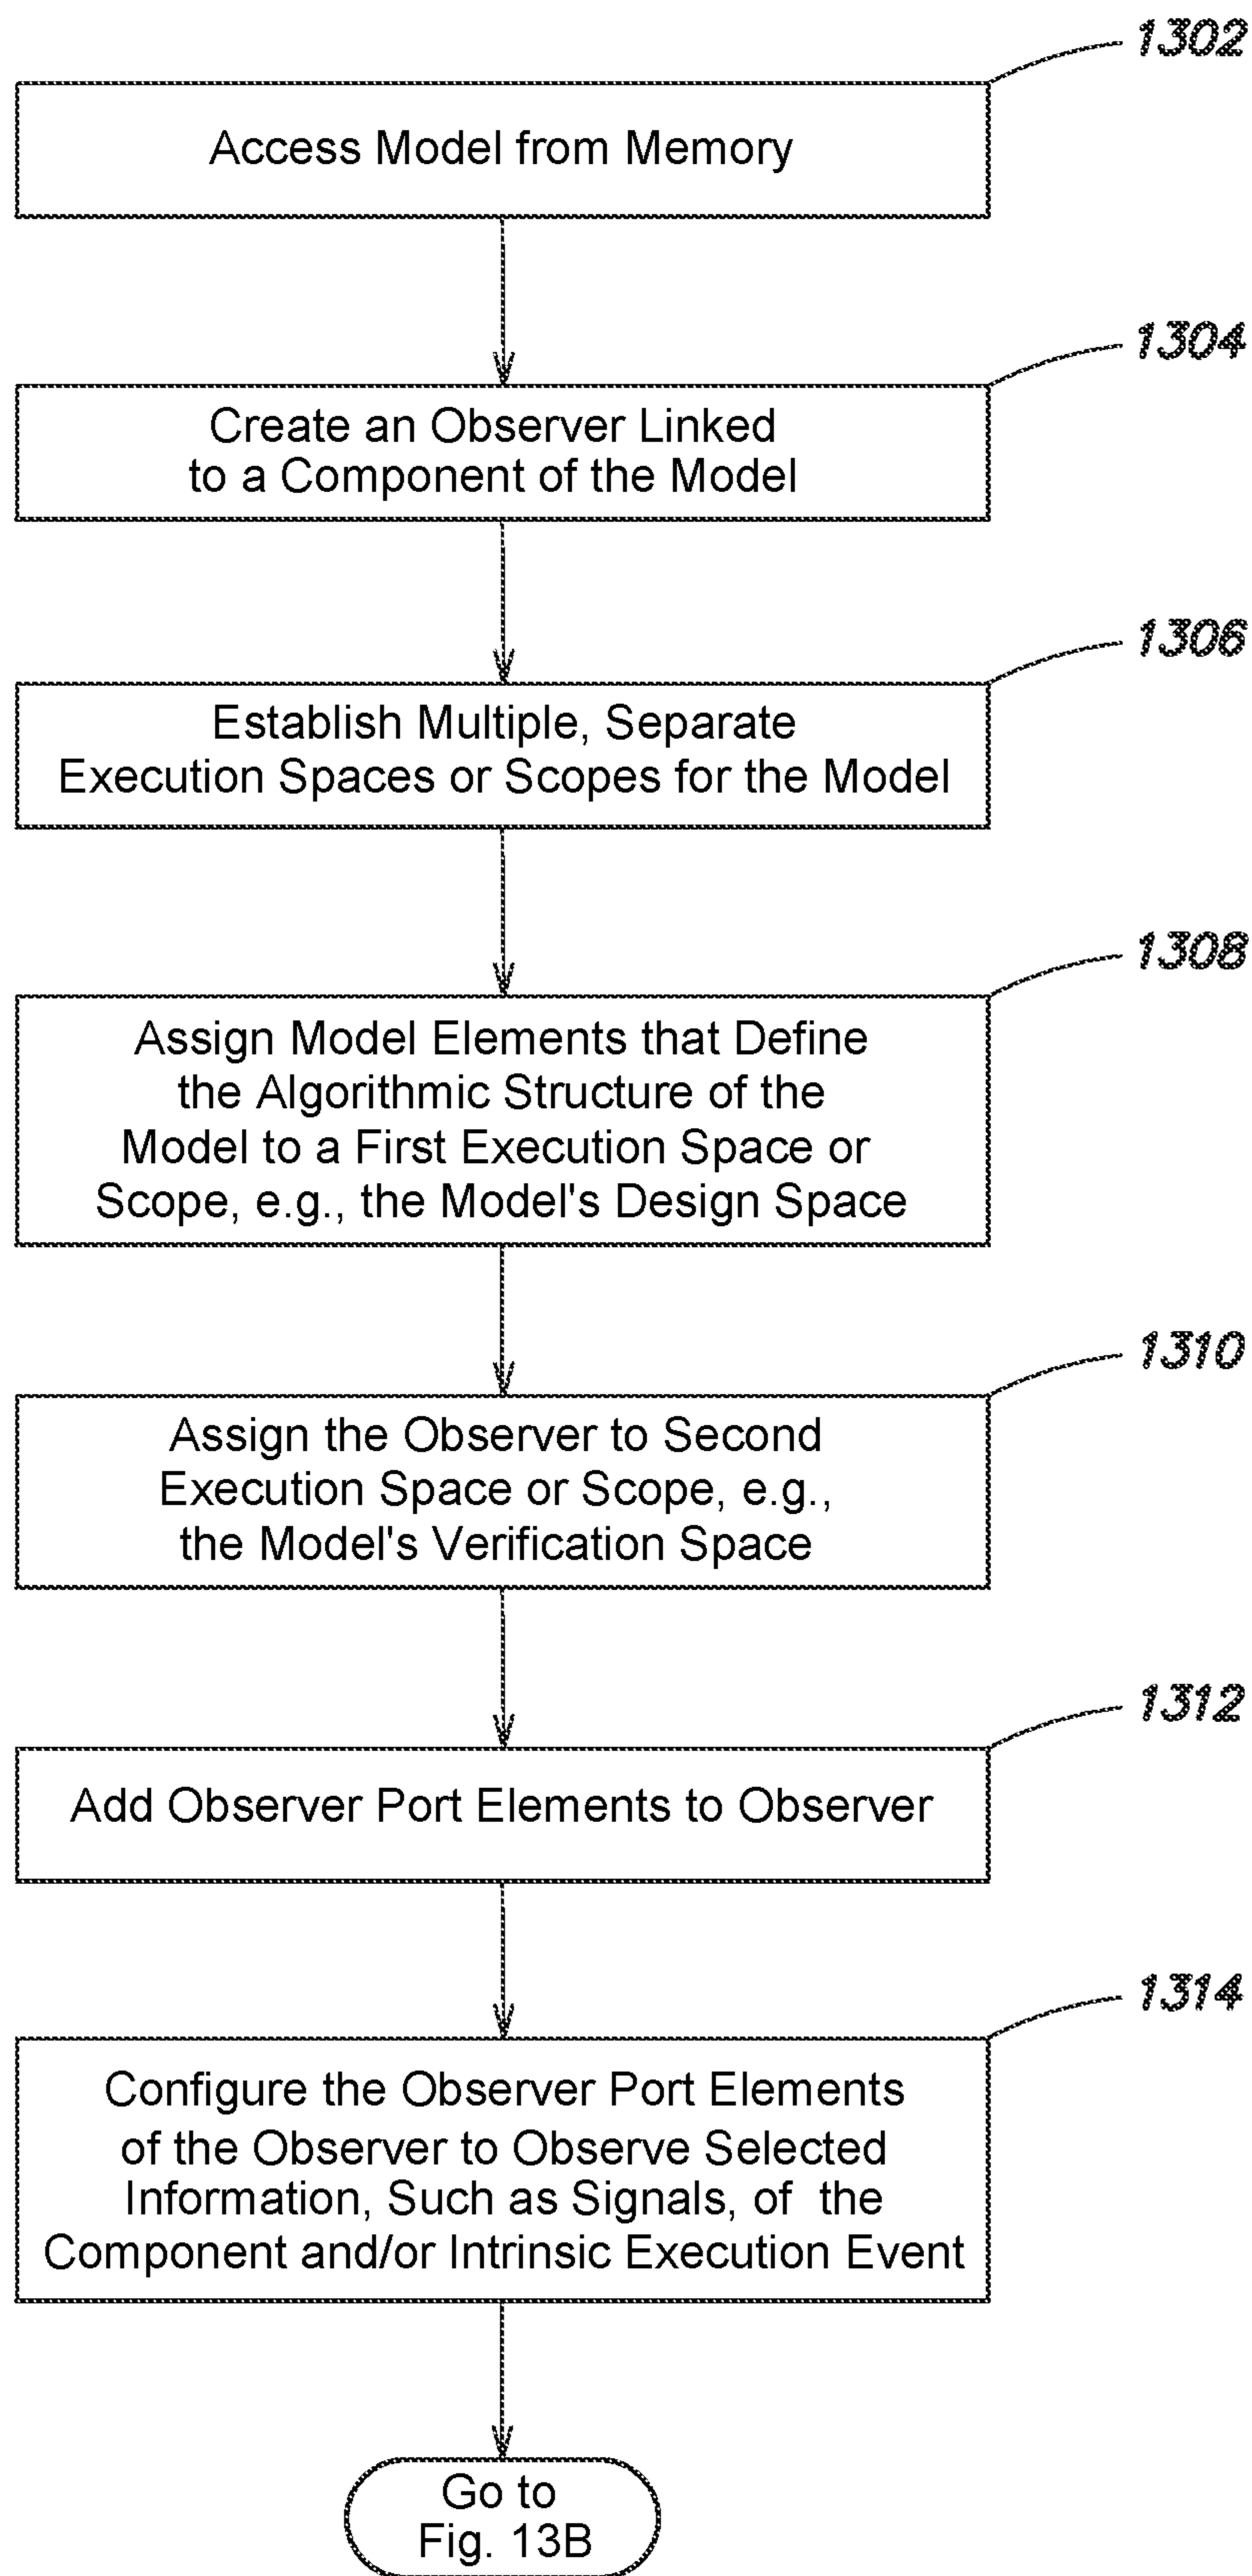 1302
Access Model from Memory
1304
Create an Observer Linked
to a Component of the Model
1306
Establish Multiple, Separate
Execution Spaces or Scopes for the Model
1308
Assign Model Elements that Define
the Algorithmic Structure of the
Model to a First Execution Space or
Scope, e.g., the Model's Design Space
1310
Assign the Observer to Second
Execution Space or Scope, e.g.,
the Model's Verification Space
1312
Add Observer Port Elements to Observer
1314
Configure the Observer Port Elements
of the Observer to Observe Selected
Information, Such as Signals, of the
Component and/or Intrinsic Execution Event
Go to
Fig. 13B